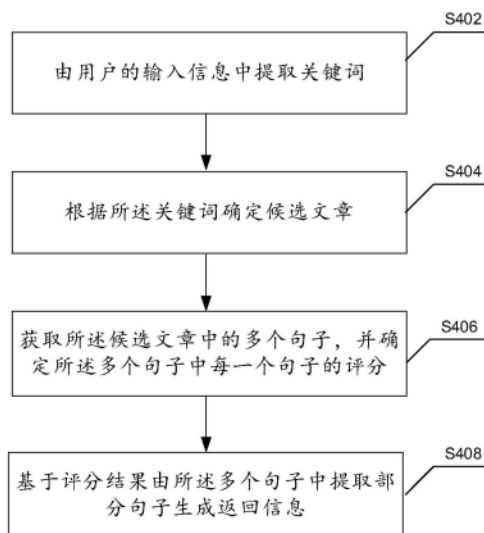 S402
由用户的输入信息中提取关键词
S404
根据所述关键词确定候选文章
S406
获取所述候选文章中的多个句子，并确
定所述多个句子中每一个句子的评分
S408
基于评分结果由所述多个句子中提取部
分句子生成返回信息